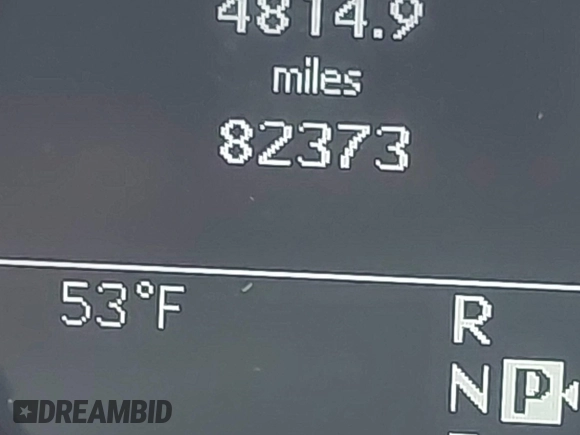 4814.9
miles
82373
53°F
R
N P
DREAMBID